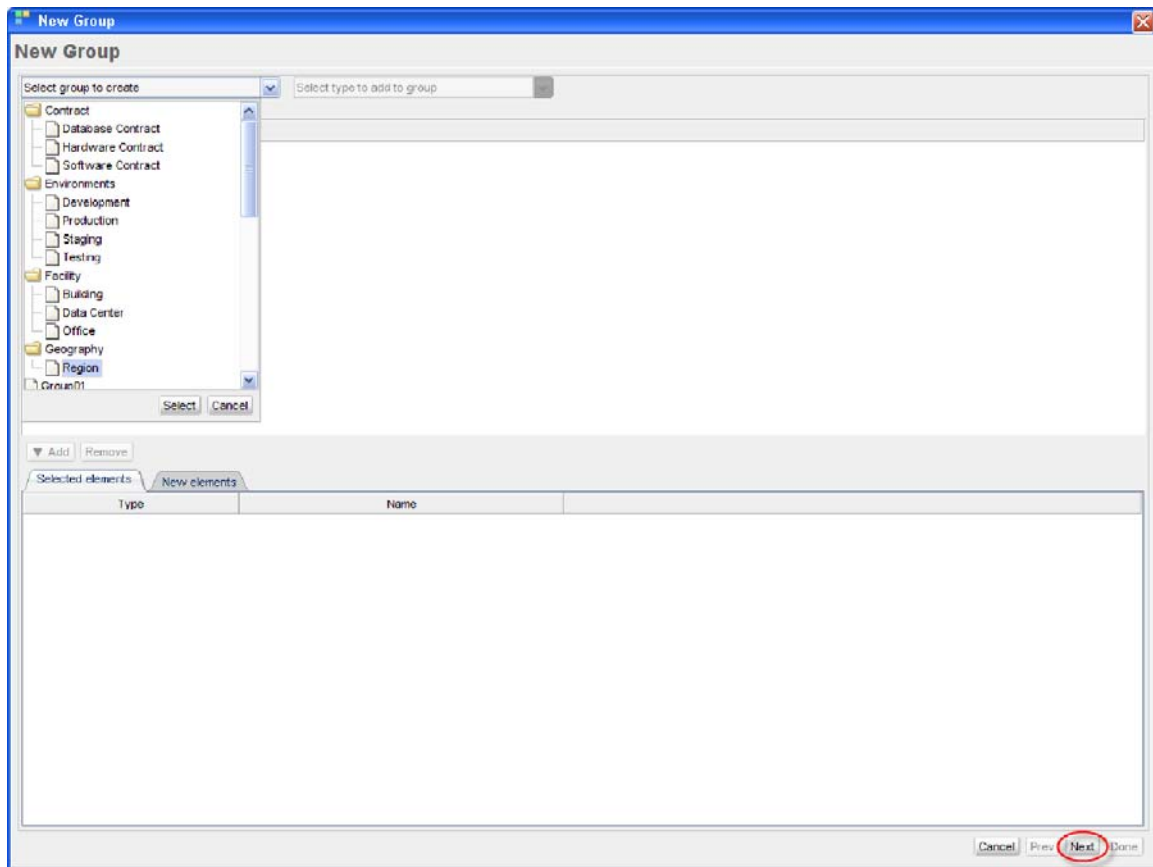 New Group
New Group
Select group to create
Select type to add to group
Contract
Database Contract
Hardware Contract
Software Contract
Environments
Development
Production
Staging
Testing
Facility
Building
Data Center
Office
Geography
Region
Group01
Select Cancel
Add Remove
Selected elements New elements
Type Name
Cancel Prev Next Done